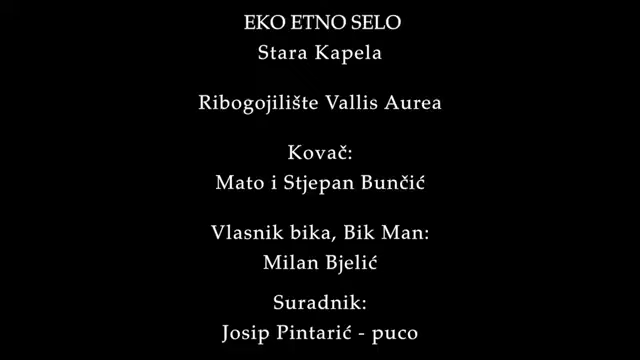 EKO ETNO SELO
Stara Kapela
Ribogojilište Vallis Aurea
Kovač:
Mato i Stjepan Bunčić
Vlasnik bika, Bik Man:
Milan Bjelić
Suradnik:
Josip Pintarić - puco